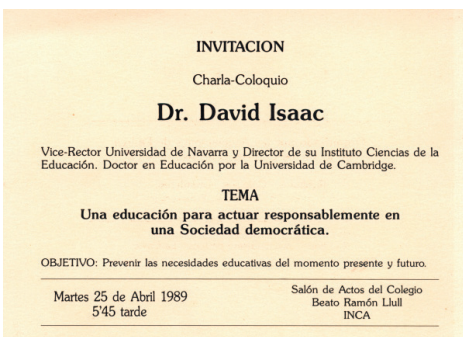 INVITACION
Charla-Coloquio
Dr. David Isaac
Vice-Rector Universidad de Navarra y Director de su Instituto Ciencias de la
Educación. Doctor en Educación por la Universidad de Cambridge.
TEMA
Una educación para actuar responsablemente en
una Sociedad democrática.
OBJETIVO: Prevenir las necesidades educativas del momento presente y futuro.
Martes 25 de Abril 1989
5'45 tarde
Salón de Actos del Colegio
Beato Ramón Llull
INCA